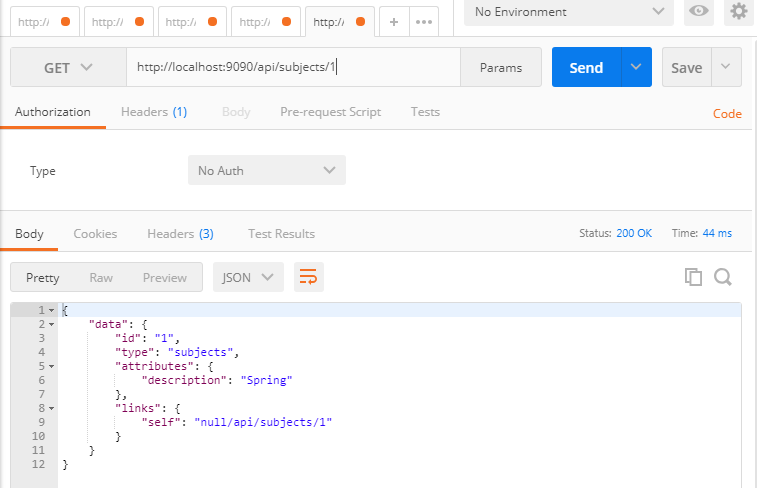 http:// http:// http:// http:// http:// + ••• No Environment
GET http://localhost:9090/api/subjects/1 Params Send Save
Authorization Headers (1) Body Pre-request Script Tests Code
Type No Auth
Body Cookies Headers (3) Test Results Status: 200 OK Time: 44 ms
Pretty Raw Preview JSON
1 {
2 "data": {
3 "id": "1",
4 "type": "subjects",
5 "attributes": {
6 "description": "Spring"
7 },
8 "links": {
9 "self": "null/api/subjects/1"
10 }
11 }
12 }